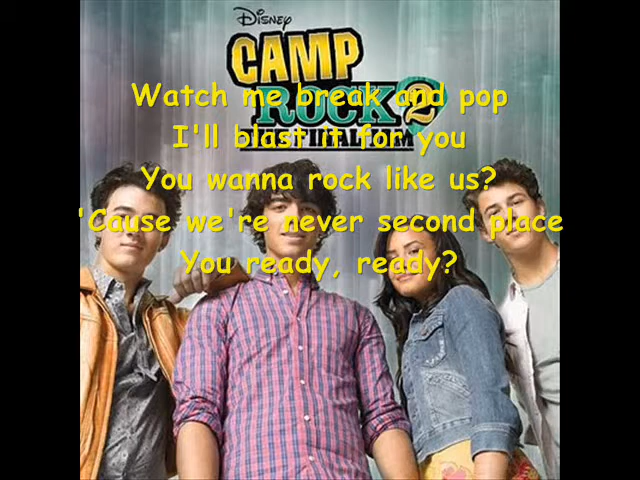 Disney
CAMP
ROCK 2
Watch me break and pop
I'll blast it for you
You wanna rock like us?
'Cause we're never second place
You ready, ready?